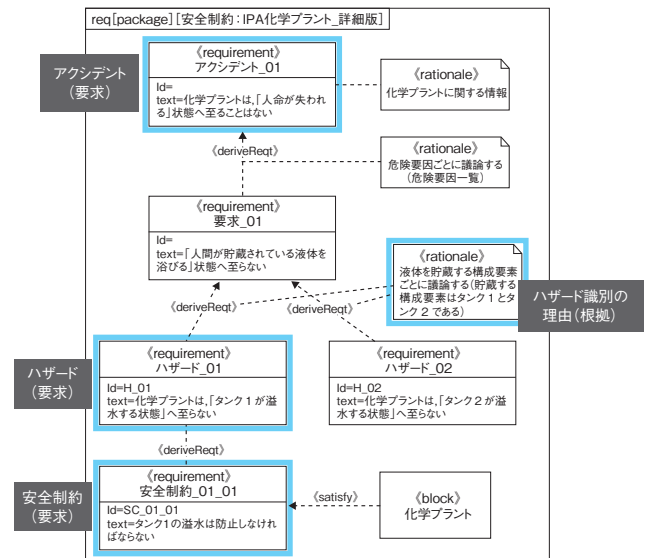 req[package][安全制約：IPA化学プラント_詳細版]
アクシデント
（要求）
《requirement》
アクシデント_01
Id=
text=化学プラントは，「人命が失われ
る」状態へ至ることはない
《rationale》
化学プラントに関する情報
《deriveReqt》
《rationale》
危険要因ごとに議論する
（危険要因一覧）
《requirement》
要求_01
Id=
text=「人間が貯蔵されている液体を
浴びる」状態へ至らない
《rationale》
液体を貯蔵する構成要素
ごとに議論する（貯蔵する
構成要素はタンク1とタ
ンク2である）
ハザード識別の
理由（根拠）
《deriveReqt》
《deriveReqt》
ハザード
（要求）
《requirement》
ハザード_01
Id=H_01
text=化学プラントは，「タンク1が溢
水する状態」へ至らない
《requirement》
ハザード_02
Id=H_02
text=化学プラントは，「タンク2が溢
水する状態」へ至らない
《deriveReqt》
安全制約
（要求）
《requirement》
安全制約_01_01
Id=SC_01_01
text=タンク1の溢水は防止しなけれ
ばならない
《satisfy》
《block》
化学プラント